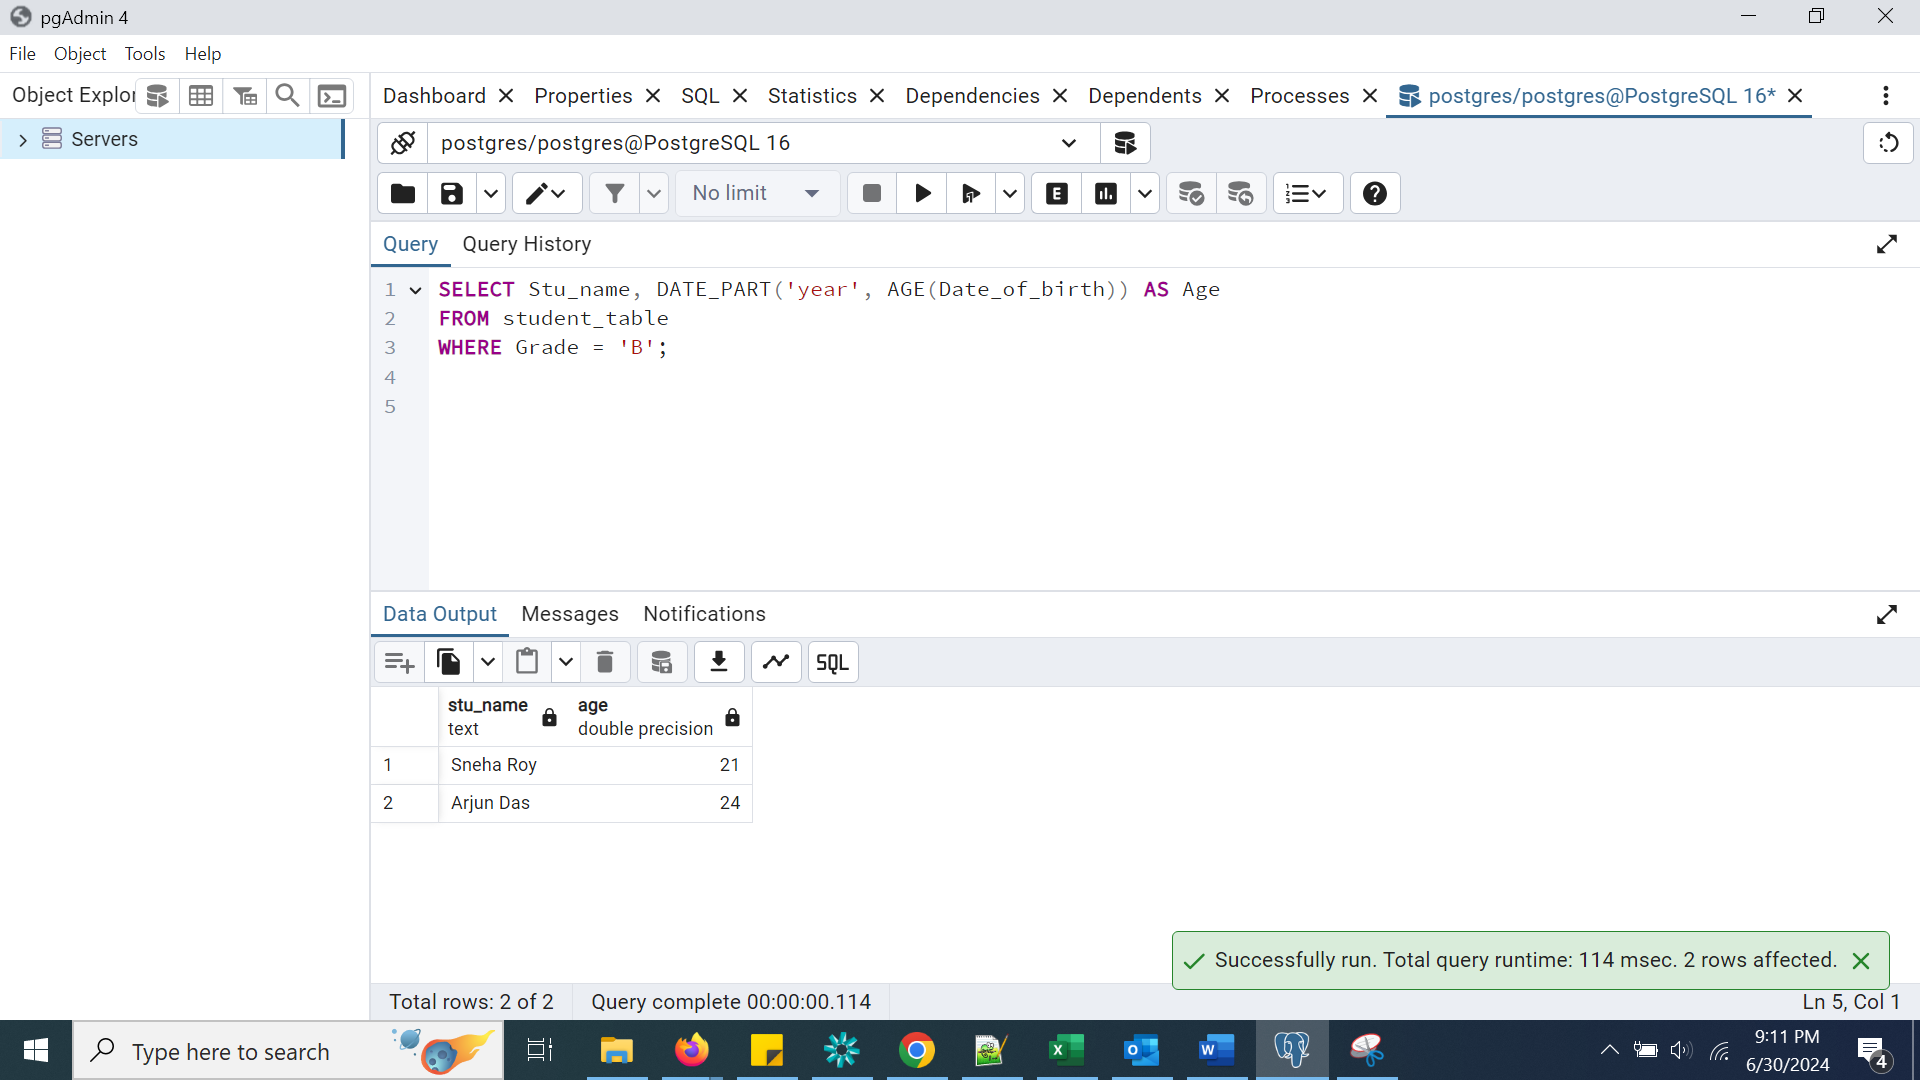 pgAdmin 4
File Object Tools Help
Object Explor
Dashboard Properties SQL Statistics Dependencies Dependents Processes postgres/postgres@PostgreSQL 16*
Servers
postgres/postgres@PostgreSQL 16
No limit E
Query Query History
1 SELECT Stu_name, DATE_PART('year', AGE(Date_of_birth)) AS Age
2 FROM student_table
3 WHERE Grade = 'B';
4
5
Data Output Messages Notifications
SQL
stu_name age
text double precision
1 Sneha Roy 21
2 Arjun Das 24
Successfully run. Total query runtime: 114 msec. 2 rows affected.
Total rows: 2 of 2 Query complete 00:00:00.114 Ln 5, Col 1
Type here to search
9:11 PM
6/30/2024
4